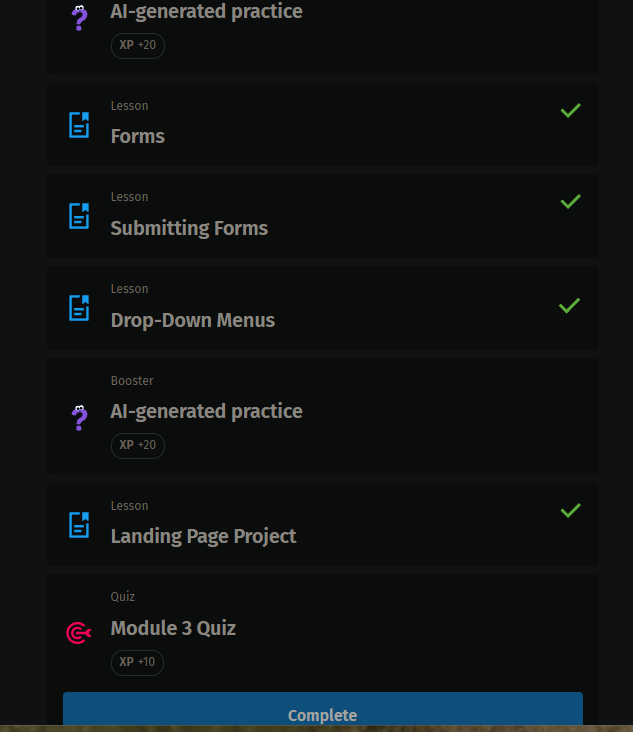 AI-generated practice
XP +20
Lesson
Forms
Lesson
Submitting Forms
Lesson
Drop-Down Menus
Booster
AI-generated practice
XP +20
Lesson
Landing Page Project
Quiz
Module 3 Quiz
XP +10
Complete